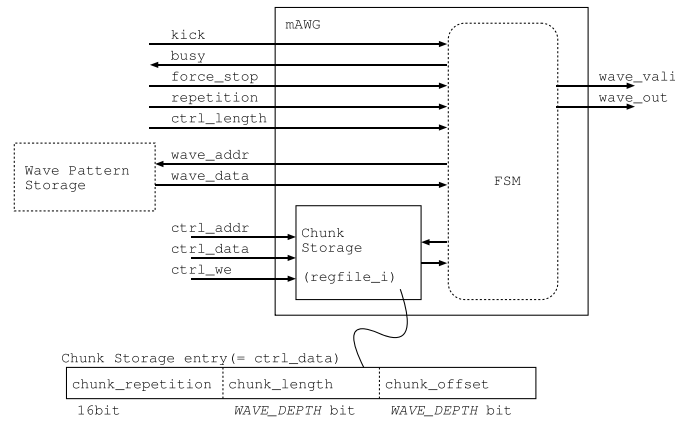 mAWG
kick
busy
force_stop
repetition
ctrl_length
wave_vali
wave_out
wave_addr
wave_data
Wave Pattern
Storage
FSM
ctrl_addr
ctrl_data
ctrl_we
Chunk
Storage
(regfile_i)
Chunk Storage entry(= ctrl_data)
chunk_repetition chunk_length chunk_offset
16bit WAVE_DEPTH bit WAVE_DEPTH bit